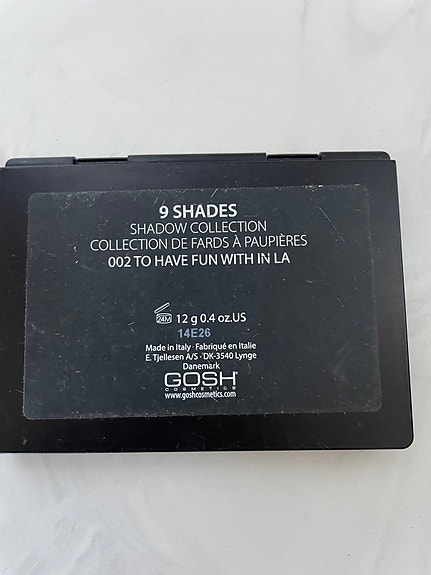 9 SHADES
SHADOW COLLECTION
COLLECTION DE FARDS À PAUPIÈRES
002 TO HAVE FUN WITH IN LA
24M 12 g 0.4 oz.US
14E26
Made in Italy · Fabriqué en Italie
E. Tjellesen A/S · DK-3540 Lynge
Danemark
GOSH
COSMETICS
www.goshcosmetics.com